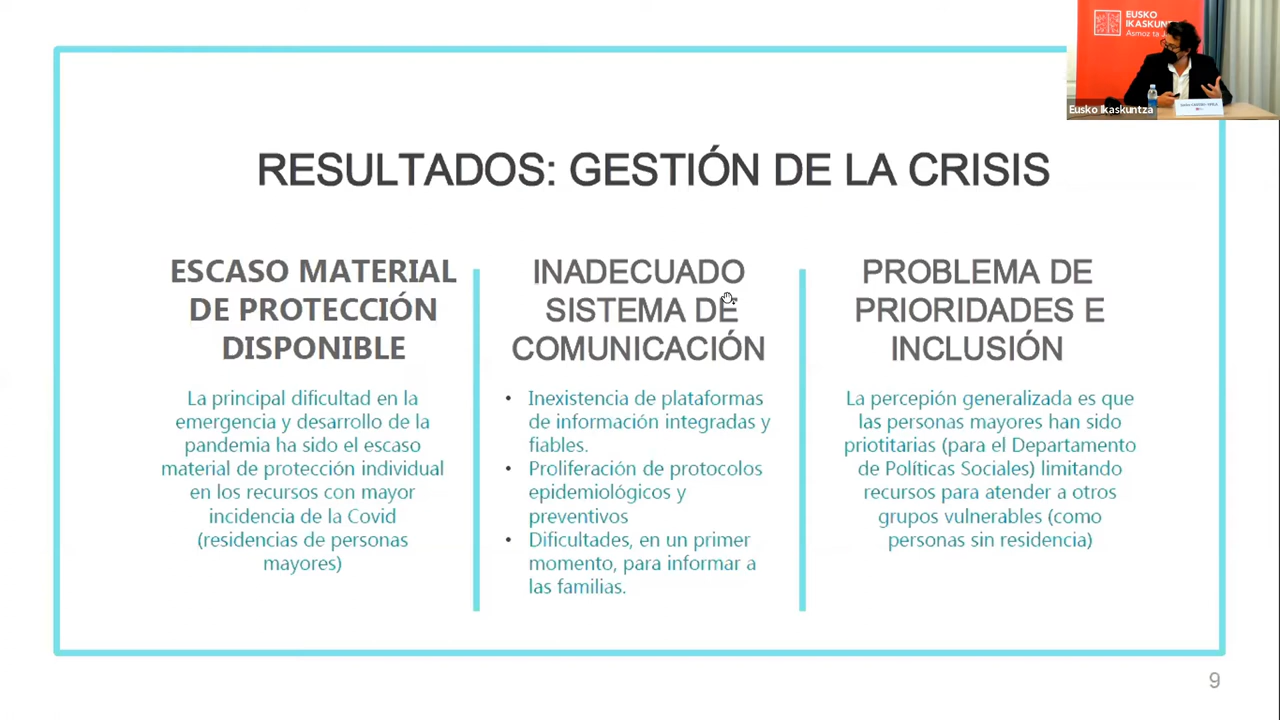 EUSKO
IKASKUNT
Asmoz ta J
Eusko Ikaskuntza
RESULTADOS: GESTIÓN DE LA CRISIS
ESCASO MATERIAL
DE PROTECCIÓN
DISPONIBLE
La principal dificultad en la
emergencia y desarrollo de la
pandemia ha sido el escaso
material de protección individual
en los recursos con mayor
incidencia de la Covid
(residencias de personas
mayores)
INADECUADO
SISTEMA DE
COMUNICACIÓN
• Inexistencia de plataformas
de información integradas y
fiables.
• Proliferación de protocolos
epidemiológicos y
preventivos
• Dificultades, en un primer
momento, para informar a
las familias.
PROBLEMA DE
PRIORIDADES E
INCLUSIÓN
La percepión generalizada es que
las personas mayores han sido
priotitarias (para el Departamento
de Políticas Sociales) limitando
recursos para atender a otros
grupos vulnerables (como
personas sin residencia)
9